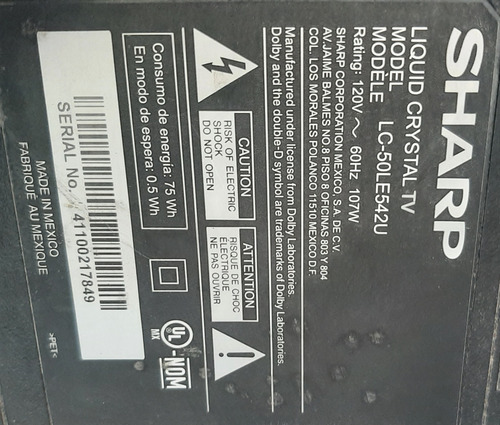 SHARP
LIQUID CRYSTAL TV
MODEL
MODÈLE LC-50LE542U
Rating: 120V ~ 60Hz 107W
SHARP CORPORATION MEXICO, S.A. DE C.V.
AV.JAIME BALMES NO.8 PISO 8 OFICINAS 803 Y 804
COL. LOS MORALES POLANCO 11510 MEXICO D.F.
Manufactured under license from Dolby Laboratories.
Dolby and the double-D symbol are trademarks of Dolby Laboratories.
CAUTION
RISK OF ELECTRIC
SHOCK
DO NOT OPEN
ATTENTION
RISQUE DE CHOC
ÉLECTRIQUE
NE PAS OUVRIR
Consumo de energía: 75 Wh
En modo de espera: 0,5 Wh
UL-NOM
MX
SERIAL No. 41100217849
MADE IN MEXICO
FABRIQUÉ AU MEXIQUE
>PET<